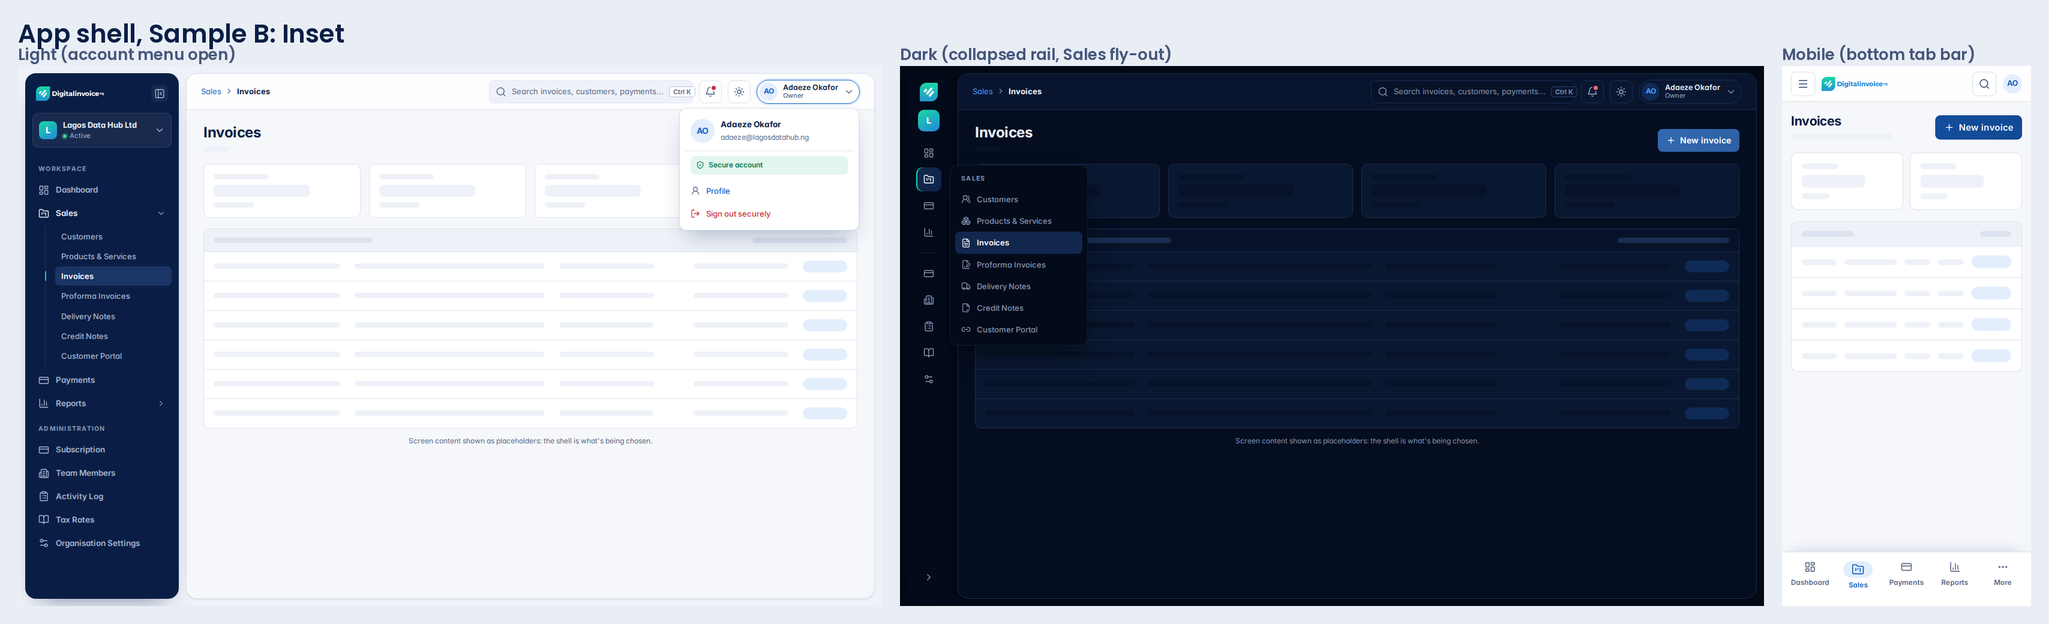 App shell, Sample B: Inset
Light (account menu open)
Digitalinvoice
Lagos Data Hub Ltd
Active
WORKSPACE
Dashboard
Sales
Customers
Products & Services
Invoices
Proforma Invoices
Delivery Notes
Credit Notes
Customer Portal
Payments
Reports
ADMINISTRATION
Subscription
Team Members
Activity Log
Tax Rates
Organisation Settings
Sales > Invoices
Search invoices, customers, payments... Ctrl K
AO Adaeze Okafor
Owner
Invoices
AO Adaeze Okafor
adaeze@lagosdatahub.ng
Secure account
Profile
Sign out securely
Screen content shown as placeholders: the shell is what's being chosen.
Dark (collapsed rail, Sales fly-out)
L
Sales > Invoices
Search invoices, customers, payments... Ctrl K
AO Adaeze Okafor
Owner
Invoices
+ New invoice
SALES
Customers
Products & Services
Invoices
Proforma Invoices
Delivery Notes
Credit Notes
Customer Portal
Screen content shown as placeholders: the shell is what's being chosen.
Mobile (bottom tab bar)
Digitalinvoice
AO
Invoices
+ New invoice
Dashboard
Sales
Payments
Reports
More